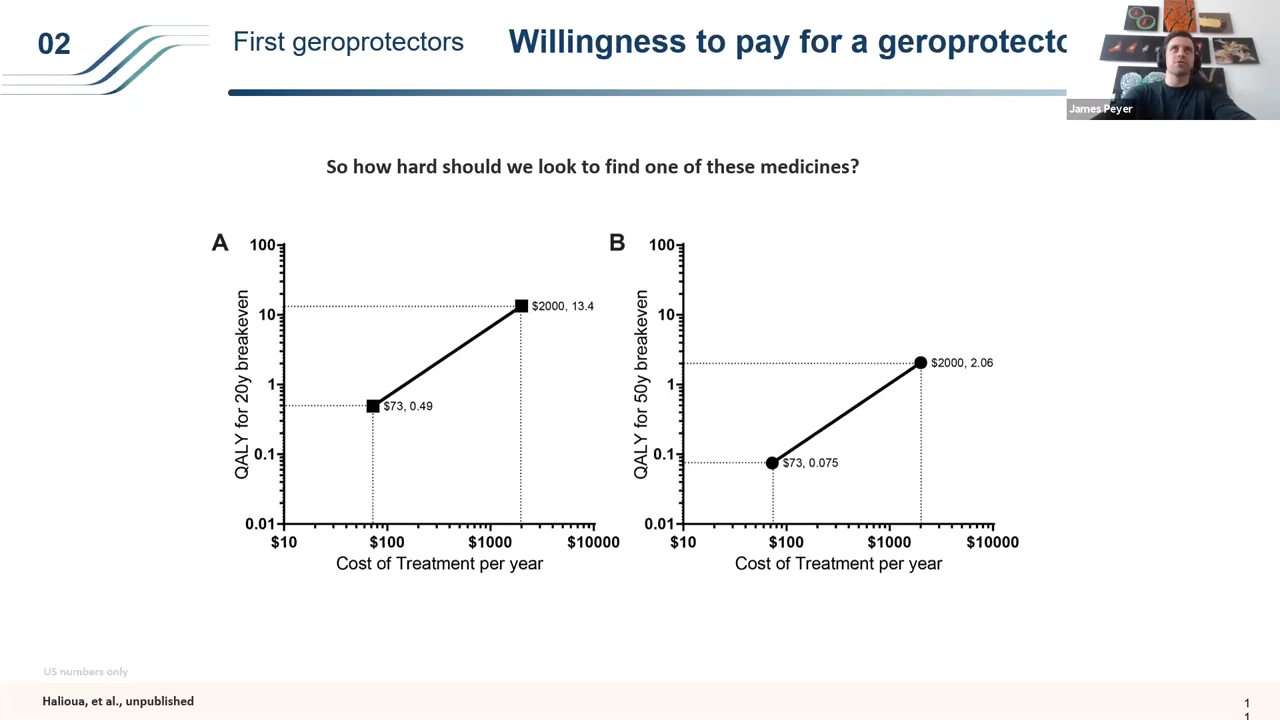 02
First geroprotectors
Willingness to pay for a geroprotecto
James Peyer
So how hard should we look to find one of these medicines?
A
100
10
1
0.1
0.01
QALY for 20y breakeven
$2000, 13.4
$73, 0.49
$10
$100
$1000
$10000
Cost of Treatment per year
B
100
10
1
0.1
0.01
QALY for 50y breakeven
$2000, 2.06
$73, 0.075
$10
$100
$1000
$10000
Cost of Treatment per year
US numbers only
Halioua, et al., unpublished
1
1